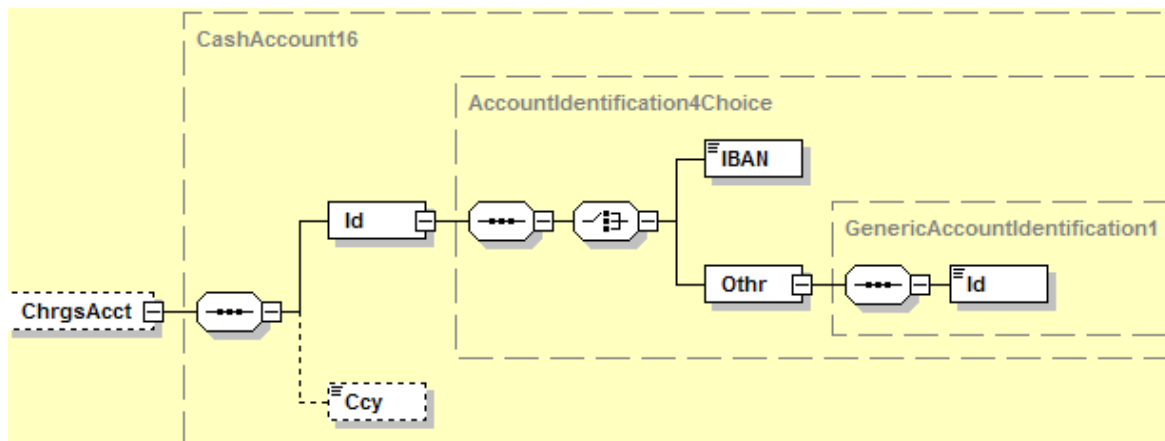 CashAccount16
AccountIdentification4Choice
IBAN
Id
GenericAccountIdentification1
Othr
Id
ChrgsAcct
Ccy